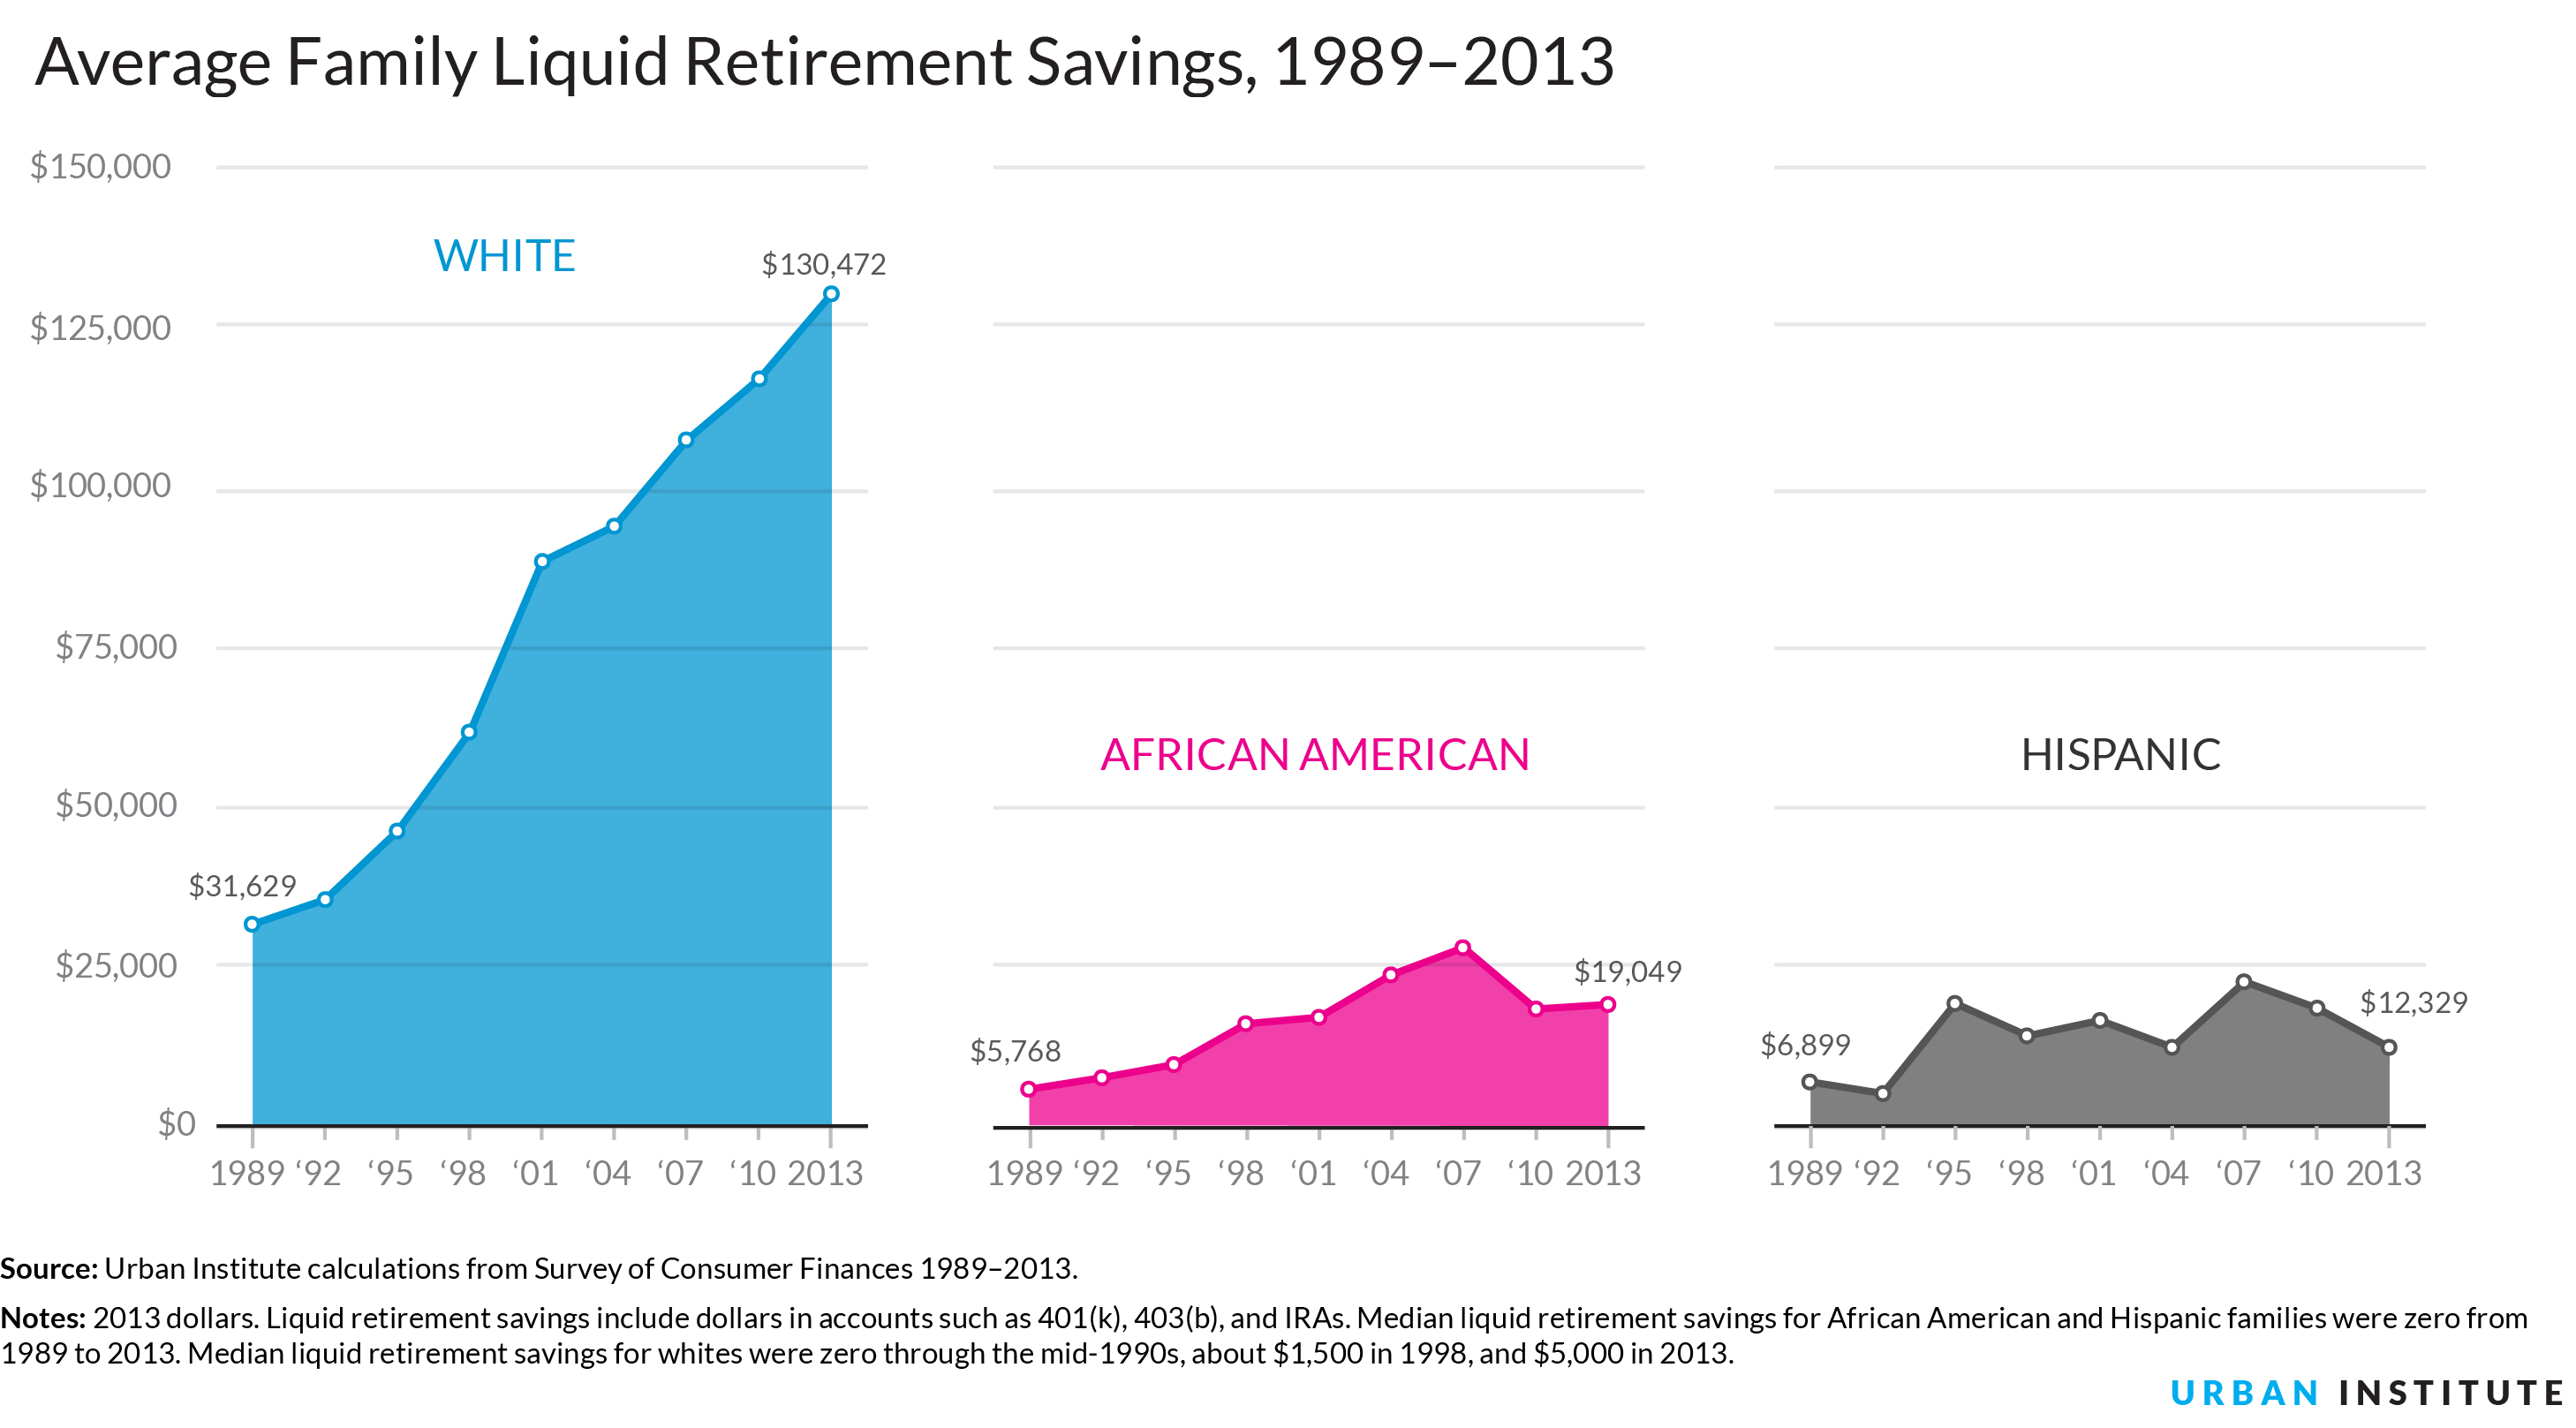 Average Family Liquid Retirement Savings, 1989–2013
$150,000
$125,000
$100,000
$75,000
$50,000
$25,000
$0
WHITE
$130,472
$31,629
1989 ‘92 ‘95 ‘98 ‘01 ‘04 ‘07 ‘10 2013
AFRICAN AMERICAN
$5,768
$19,049
1989 ‘92 ‘95 ‘98 ‘01 ‘04 ‘07 ‘10 2013
HISPANIC
$6,899
$12,329
1989 ‘92 ‘95 ‘98 ‘01 ‘04 ‘07 ‘10 2013
Source: Urban Institute calculations from Survey of Consumer Finances 1989–2013.
Notes: 2013 dollars. Liquid retirement savings include dollars in accounts such as 401(k), 403(b), and IRAs. Median liquid retirement savings for African American and Hispanic families were zero from
1989 to 2013. Median liquid retirement savings for whites were zero through the mid-1990s, about $1,500 in 1998, and $5,000 in 2013.
URBAN INSTITUTE